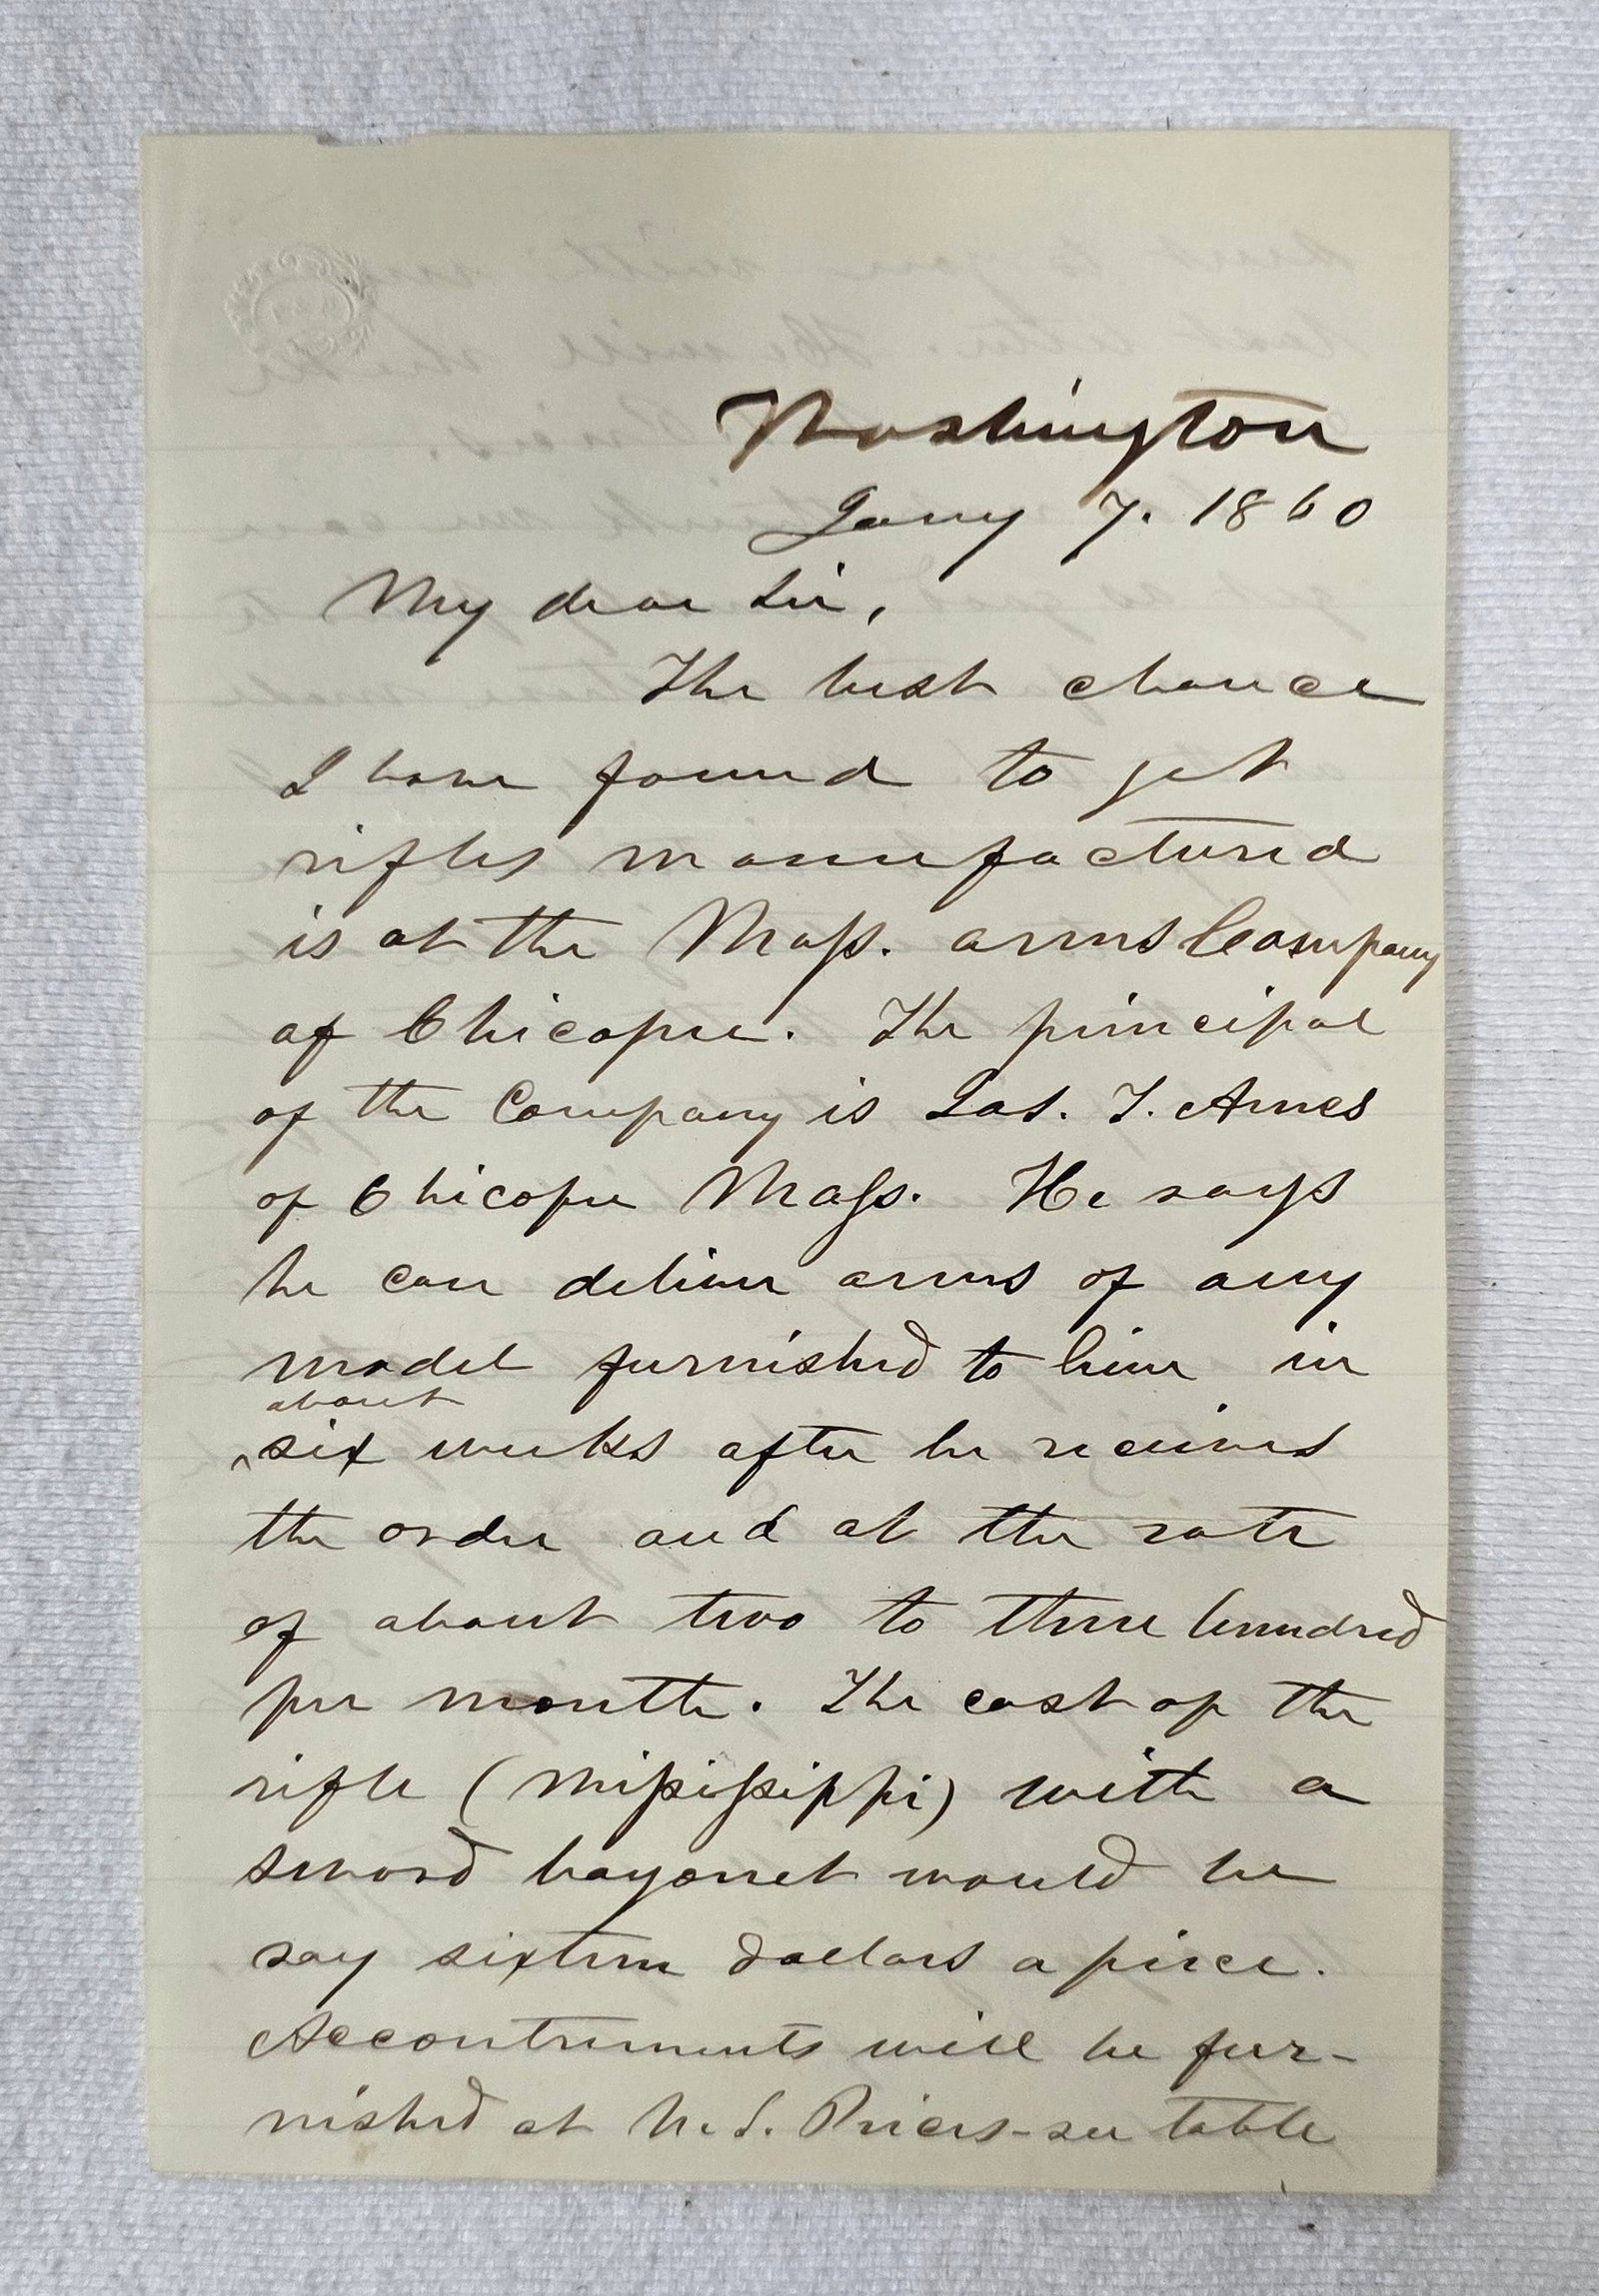 Washington
Jany 7. 1860
My dear Sir,
The best chance
I have found to get
rifles manufactured
is at the Mass. arms Company
of Chicopee. The principal
of the Company is Jas. T. Ames
of Chicopee Mass. He says
he can deliver arms of any
model furnished to him in
about
^six weeks after he receives
the order and at the rate
of about two to three hundred
per month. The cost of the
rifle (Mississippi) with a
sword bayonet would be
say sixteen dollars a piece.
Accoutrements will be fur-
nished at U.S. Prices - see table